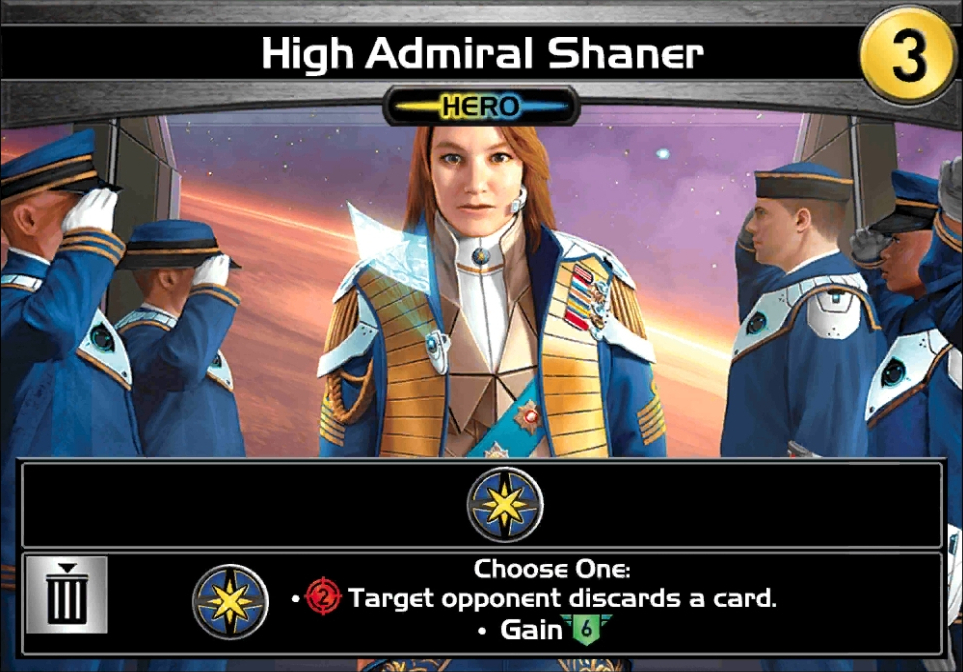 High Admiral Shaner
3
HERO
Choose One:
• 2 Target opponent discards a card.
• Gain 6